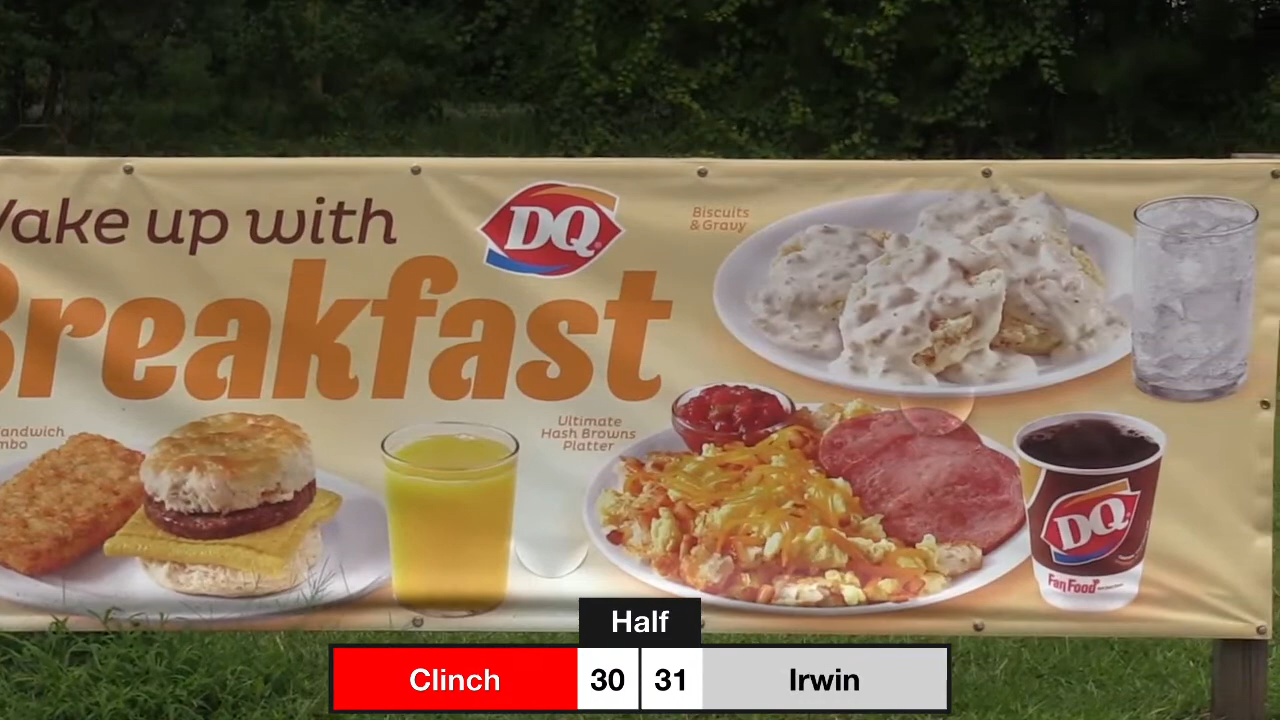 Wake up with
DQ
Breakfast
Biscuits
& Gravy
Sandwich
Ultimate
Hash Browns
Platter
DQ
Fan Food
Half
Clinch 30 31 Irwin